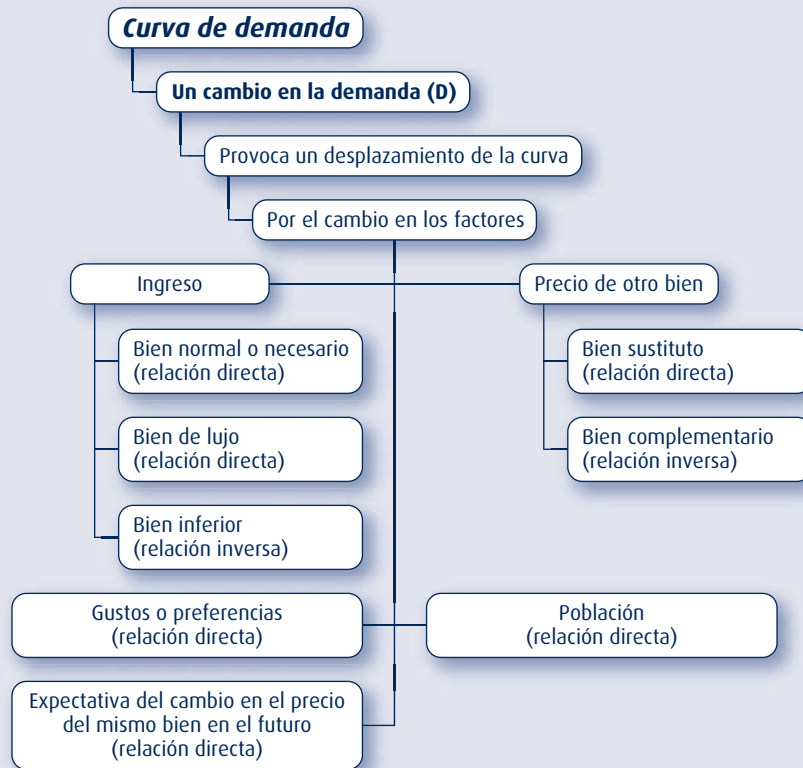 Curva de demanda
Un cambio en la demanda (D)
Provoca un desplazamiento de la curva
Por el cambio en los factores
Ingreso
Precio de otro bien
Bien normal o necesario
(relación directa)
Bien sustituto
(relación directa)
Bien de lujo
(relación directa)
Bien complementario
(relación inversa)
Bien inferior
(relación inversa)
Gustos o preferencias
(relación directa)
Población
(relación directa)
Expectativa del cambio en el precio
del mismo bien en el futuro
(relación directa)